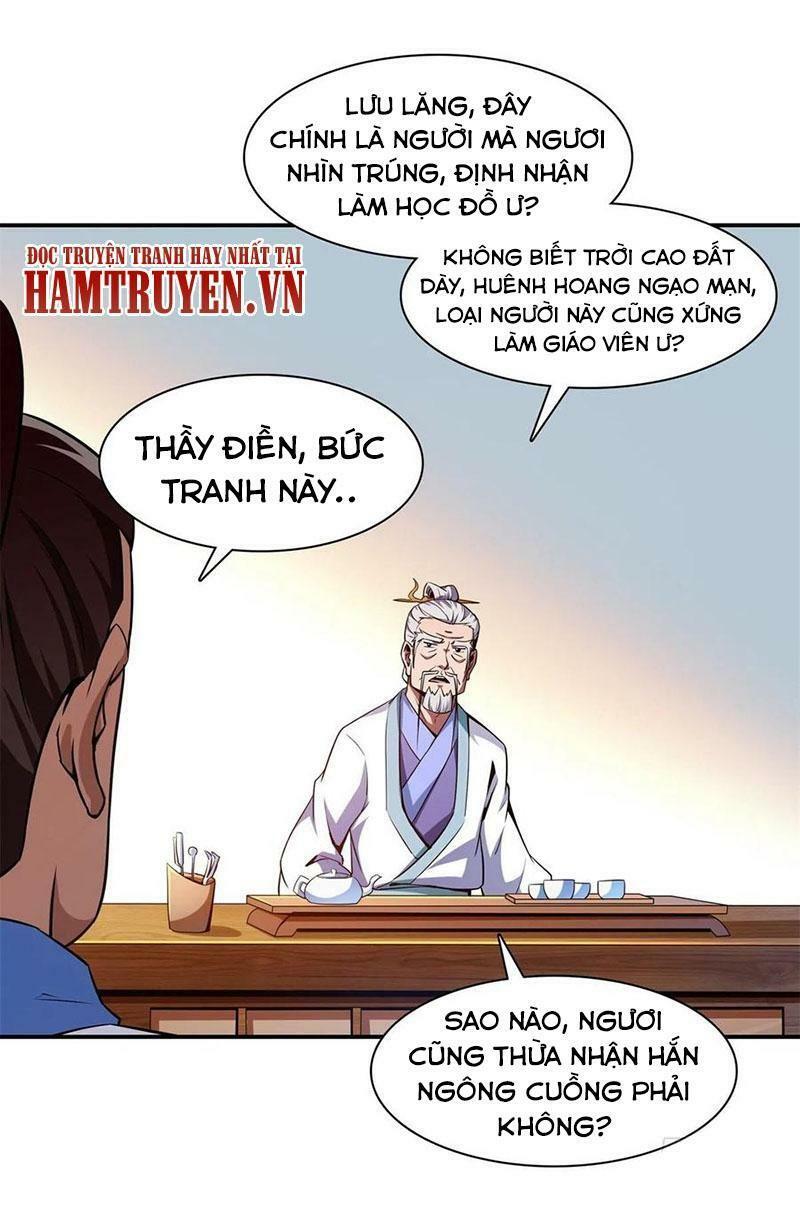 LƯU LĂNG, ĐÂY
CHÍNH LÀ NGƯỜI MÀ NGƯƠI
NHÌN TRÚNG, ĐỊNH NHẬN
LÀM HỌC ĐỒ Ư?
ĐỌC TRUYỆN TRANH HAY NHẤT TẠI
HAMTRUYEN.VN
KHÔNG BIẾT TRỜI CAO ĐẤT
DÀY, HUÊNH HOANG NGẠO MẠN,
LOẠI NGƯỜI NÀY CŨNG XỨNG
LÀM GIÁO VIÊN Ư?
THẦY ĐIỀN, BỨC
TRANH NÀY..
SAO NÀO, NGƯƠI
CŨNG THỪA NHẬN HẮN
NGÔNG CUỒNG PHẢI
KHÔNG?